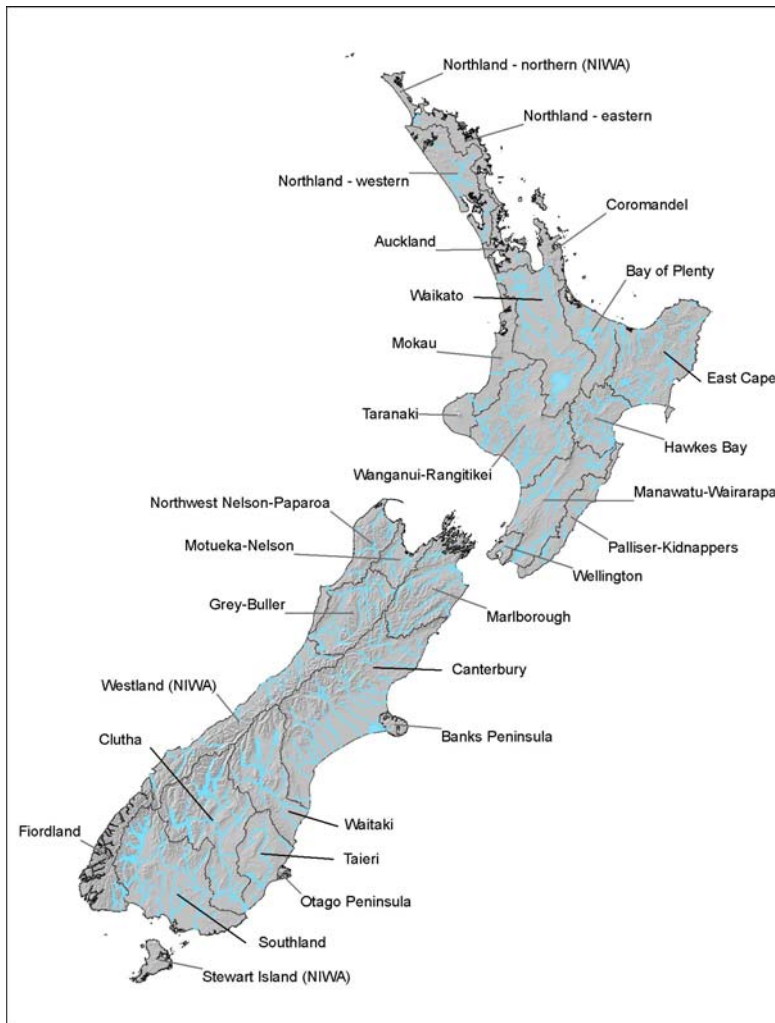 Northland - northern (NIWA)
Northland - eastern
Northland - western
Coromandel
Auckland
Bay of Plenty
Waikato
Mokau
East Cape
Taranaki
Hawkes Bay
Wanganui-Rangitikei
Manawatu-Wairarapa
Northwest Nelson-Paparoa
Motueka-Nelson
Palliser-Kidnappers
Wellington
Grey-Buller
Marlborough
Canterbury
Westland (NIWA)
Banks Peninsula
Clutha
Waitaki
Fiordland
Taieri
Otago Peninsula
Southland
Stewart Island (NIWA)